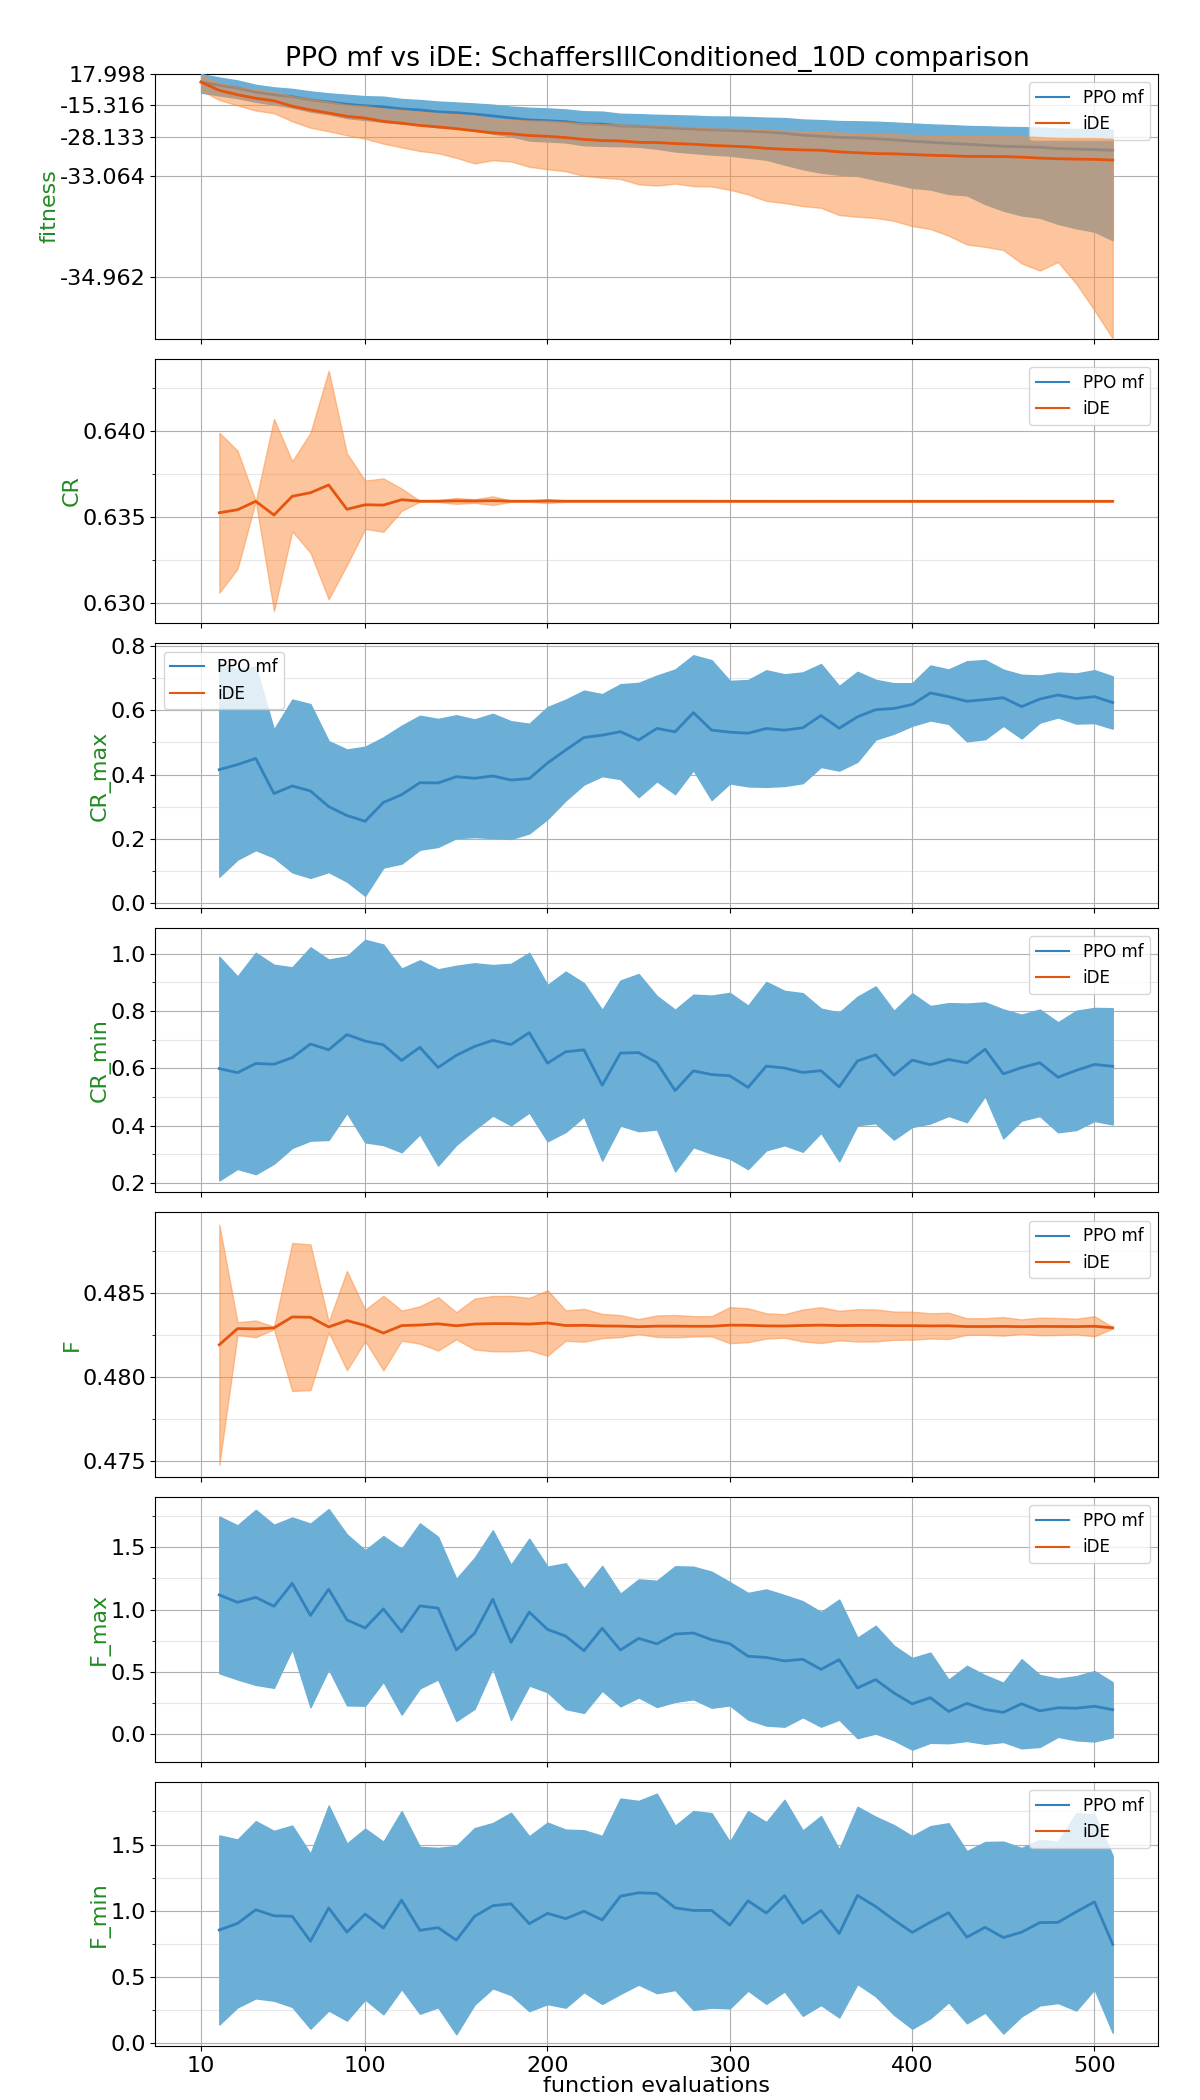 PPO mf vs iDE: SchaffersIllConditioned_10D comparison
17.998
-15.316
-28.133
-33.064
-34.962
fitness
PPO mf
iDE
0.640
0.635
0.630
CR
PPO mf
iDE
0.8
0.6
0.4
0.2
0.0
CR_max
PPO mf
iDE
1.0
0.8
0.6
0.4
0.2
CR_min
PPO mf
iDE
0.485
0.480
0.475
F
PPO mf
iDE
1.5
1.0
0.5
0.0
F_max
PPO mf
iDE
1.5
1.0
0.5
0.0
F_min
PPO mf
iDE
10 100 200 300 400 500
function evaluations